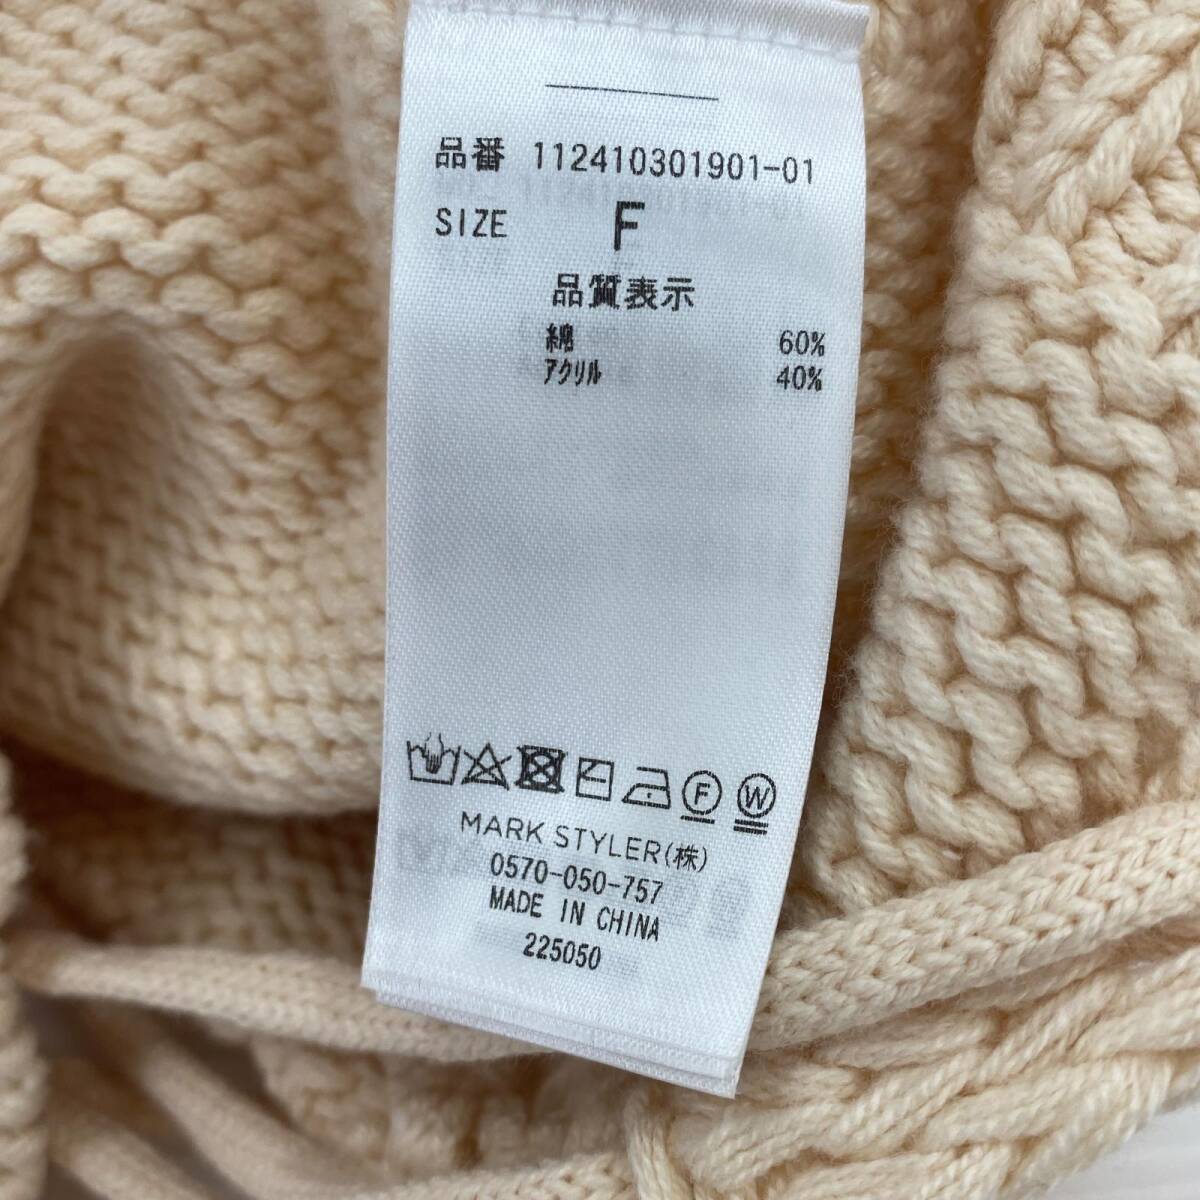 品番 112410301901-01
SIZE F
品質表示
綿 60%
アクリル 40%
F W
MARK STYLER(株)
0570-050-757
MADE IN CHINA
225050